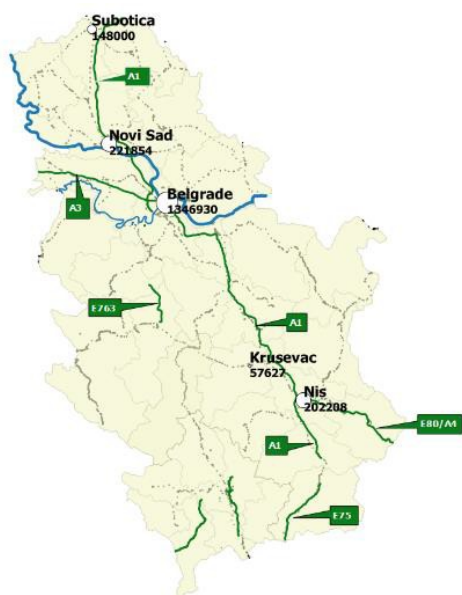 Subotica
148000
A1
Novi Sad
221854
Belgrade
1346930
A3
E763
A1
Krusevac
57627
Nis
202208
E80/A4
A1
E75